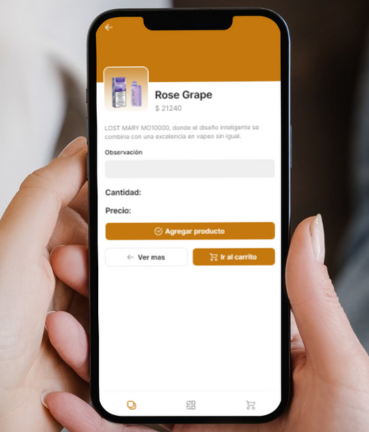 Rose Grape
$ 21240
LOST MARY MO10000, donde el diseño inteligente se
combina con una excelencia en vapeo sin igual.
Observación
Cantidad:
Precio:
Agregar producto
Ver mas
Ir al carrito